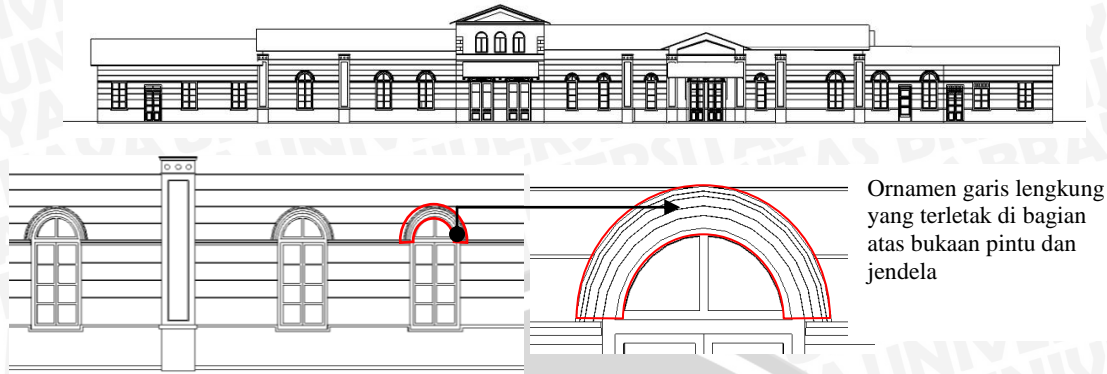 Ornamen garis lengkung
yang terletak di bagian
atas bukaan pintu dan
jendela